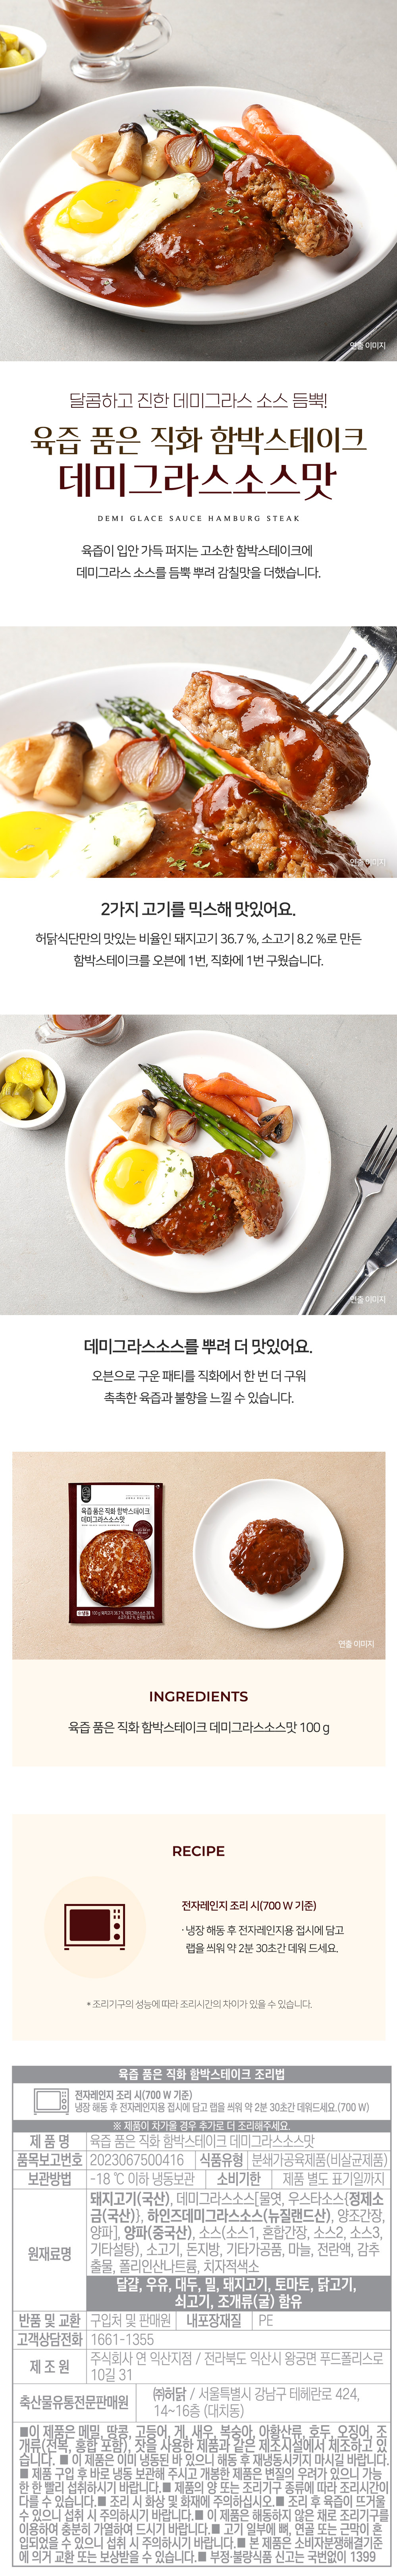 연출 이미지
달콤하고 진한 데미그라스 소스 듬뿍!
육즙 품은 직화 함박스테이크
데미그라스소스맛
DEMI GLACE SAUCE HAMBURG STEAK
육즙이 입안 가득 퍼지는 고소한 함박스테이크에
데미그라스 소스를 듬뿍 뿌려 감칠맛을 더했습니다.
연출 이미지
2가지 고기를 믹스해 맛있어요.
허닭식단만의 맛있는 비율인 돼지고기 36.7 %, 소고기 8.2 %로 만든
함박스테이크를 오븐에 1번, 직화에 1번 구웠습니다.
연출 이미지
데미그라스소스를 뿌려 더 맛있어요.
오븐으로 구운 패티를 직화에서 한 번 더 구워
촉촉한 육즙과 불향을 느낄 수 있습니다.
육즙 품은 직화 함박스테이크
데미그라스소스맛
연출 이미지
INGREDIENTS
육즙 품은 직화 함박스테이크 데미그라스소스맛 100 g
RECIPE
전자레인지 조리 시(700 W 기준)
· 냉장 해동 후 전자레인지용 접시에 담고
랩을 씌워 약 2분 30초간 데워 드세요.
* 조리기구의 성능에 따라 조리시간의 차이가 있을 수 있습니다.
육즙 품은 직화 함박스테이크 조리법
전자레인지 조리 시(700 W 기준)
냉장 해동 후 전자레인지용 접시에 담고 랩을 씌워 약 2분 30초간 데워드세요.(700 W)
※ 제품이 차가울 경우 추가로 더 조리해주세요.
제 품 명 육즙 품은 직화 함박스테이크 데미그라스소스맛
품목보고번호 2023067500416 식품유형 분쇄가공육제품(비살균제품)
보관방법 -18 ℃ 이하 냉동보관 소비기한 제품 별도 표기일까지
원재료명 돼지고기(국산), 데미그라스소스[물엿, 우스타소스{정제소
금(국산)}, 하인즈데미그라스소스(뉴질랜드산), 양조간장,
양파], 양파(중국산), 소스(소스1, 혼합간장, 소스2, 소스3,
기타설탕), 소고기, 돈지방, 기타가공품, 마늘, 전란액, 감추
출물, 폴리인산나트륨, 치자적색소
달걀, 우유, 대두, 밀, 돼지고기, 토마토, 닭고기,
쇠고기, 조개류(굴) 함유
반품 및 교환 구입처 및 판매원 내포장재질 PE
고객상담전화 1661-1355
제 조 원 주식회사 연 익산지점 / 전라북도 익산시 왕궁면 푸드폴리스로
10길 31
축산물유통전문판매원 ㈜허닭 / 서울특별시 강남구 테헤란로 424,
14~16층 (대치동)
■이 제품은 메밀, 땅콩, 고등어, 게, 새우, 복숭아, 아황산류, 호두, 오징어, 조
개류(전복, 홍합 포함), 잣을 사용한 제품과 같은 제조시설에서 제조하고 있
습니다. ■ 이 제품은 이미 냉동된 바 있으니 해동 후 재냉동시키지 마시길 바랍니다.
■ 제품 구입 후 바로 냉동 보관해 주시고 개봉한 제품은 변질의 우려가 있으니 가능
한 한 빨리 섭취하시기 바랍니다.■ 제품의 양 또는 조리기구 종류에 따라 조리시간이
다를 수 있습니다.■ 조리 시 화상 및 화재에 주의하십시오.■ 조리 후 육즙이 뜨거울
수 있으니 섭취 시 주의하시기 바랍니다.■ 이 제품은 해동하지 않은 채로 조리기구를
이용하여 충분히 가열하여 드시기 바랍니다.■ 고기 일부에 뼈, 연골 또는 근막이 혼
입되었을 수 있으니 섭취 시 주의하시기 바랍니다.■ 본 제품은 소비자분쟁해결기준
에 의거 교환 또는 보상받을 수 있습니다.■ 부정·불량식품 신고는 국번없이 1399